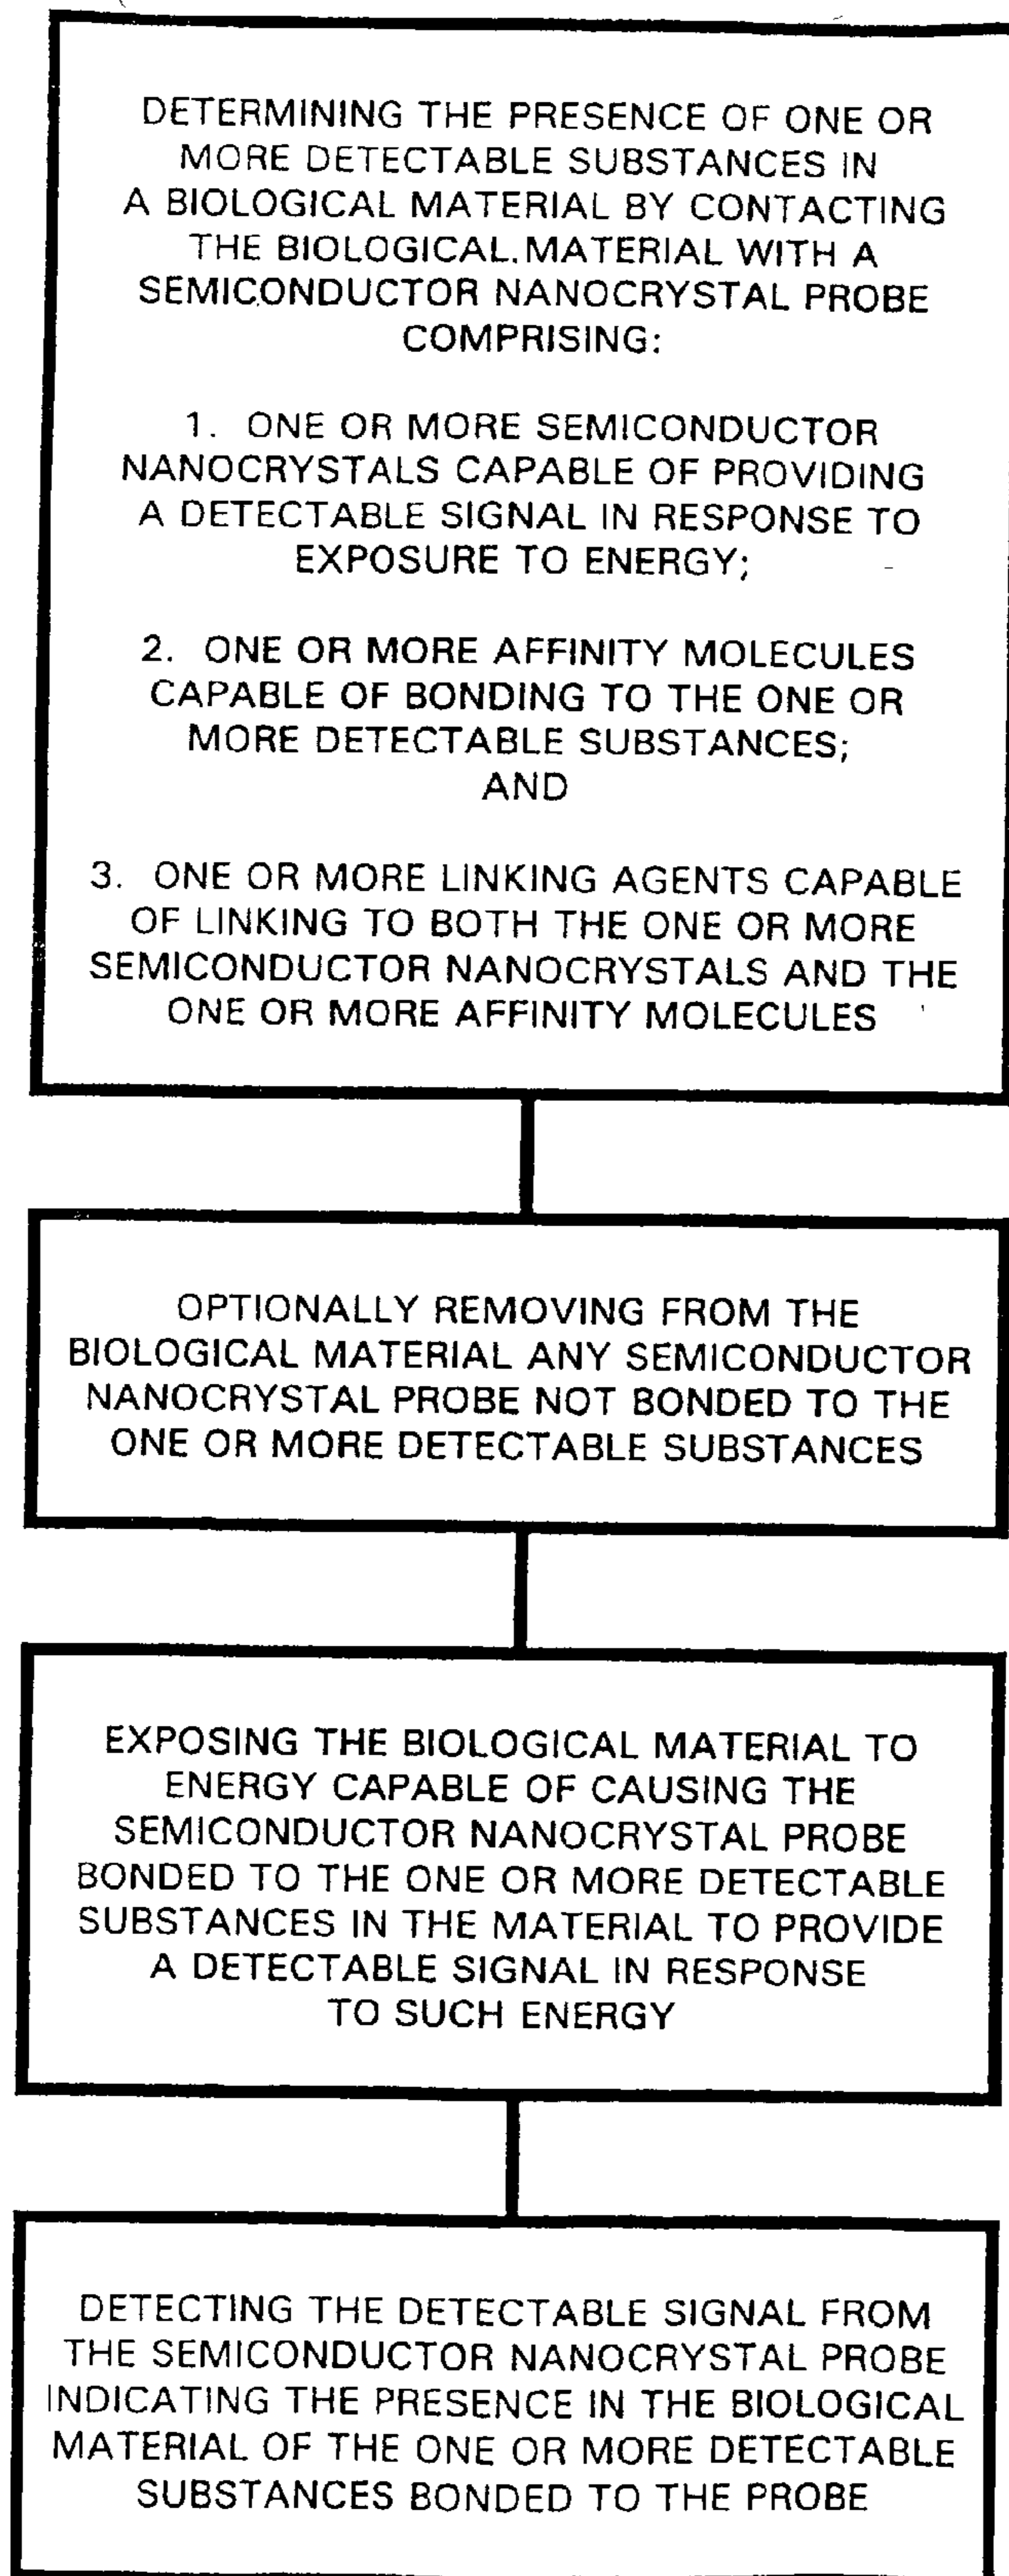 DETERMINING THE PRESENCE OF ONE OR
MORE DETECTABLE SUBSTANCES IN
A BIOLOGICAL MATERIAL BY CONTACTING
THE BIOLOGICAL MATERIAL WITH A
SEMICONDUCTOR NANOCRYSTAL PROBE
COMPRISING:
1. ONE OR MORE SEMICONDUCTOR
NANOCRYSTALS CAPABLE OF PROVIDING
A DETECTABLE SIGNAL IN RESPONSE TO
EXPOSURE TO ENERGY;
2. ONE OR MORE AFFINITY MOLECULES
CAPABLE OF BONDING TO THE ONE OR
MORE DETECTABLE SUBSTANCES;
AND
3. ONE OR MORE LINKING AGENTS CAPABLE
OF LINKING TO BOTH THE ONE OR MORE
SEMICONDUCTOR NANOCRYSTALS AND THE
ONE OR MORE AFFINITY MOLECULES
OPTIONALLY REMOVING FROM THE
BIOLOGICAL MATERIAL ANY SEMICONDUCTOR
NANOCRYSTAL PROBE NOT BONDED TO THE
ONE OR MORE DETECTABLE SUBSTANCES
EXPOSING THE BIOLOGICAL MATERIAL TO
ENERGY CAPABLE OF CAUSING THE
SEMICONDUCTOR NANOCRYSTAL PROBE
BONDED TO THE ONE OR MORE DETECTABLE
SUBSTANCES IN THE MATERIAL TO PROVIDE
A DETECTABLE SIGNAL IN RESPONSE
TO SUCH ENERGY
DETECTING THE DETECTABLE SIGNAL FROM
THE SEMICONDUCTOR NANOCRYSTAL PROBE
INDICATING THE PRESENCE IN THE BIOLOGICAL
MATERIAL OF THE ONE OR MORE DETECTABLE
SUBSTANCES BONDED TO THE PROBE